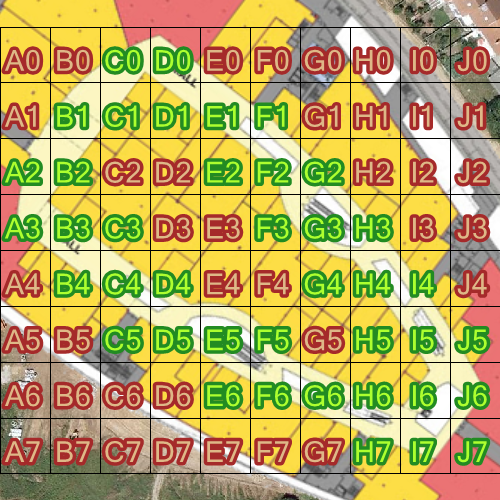 A0 B0 C0 D0 E0 F0 G0 H0 I0 J0
MALL
A1 B1 C1 D1 E1 F1 G1 H1 I1 J1
A2 B2 C2 D2 E2 F2 G2 H2 I2 J2
A3 B3 C3 D3 E3 F3 G3 H3 I3 J3
MALL
A4 B4 C4 D4 E4 F4 G4 H4 I4 J4
A5 B5 C5 D5 E5 F5 G5 H5 I5 J5
A6 B6 C6 D6 E6 F6 G6 H6 I6 J6
A7 B7 C7 D7 E7 F7 G7 H7 I7 J7